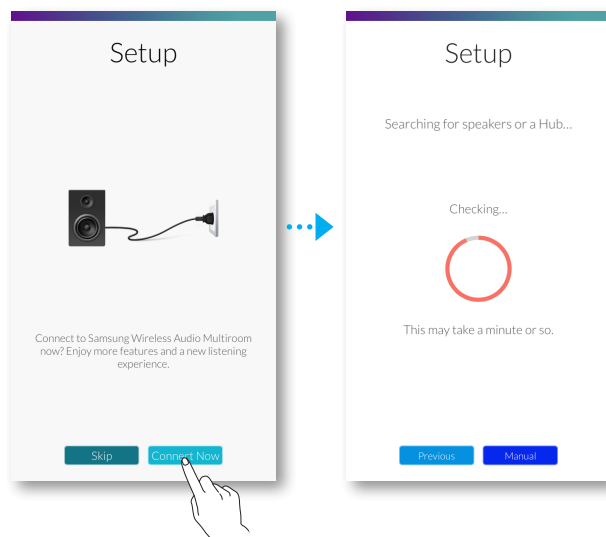 Setup
Connect to Samsung Wireless Audio Multiroom
now? Enjoy more features and a new listening
experience.
Skip
Connect Now
Setup
Searching for speakers or a Hub...
Checking...
This may take a minute or so.
Previous
Manual